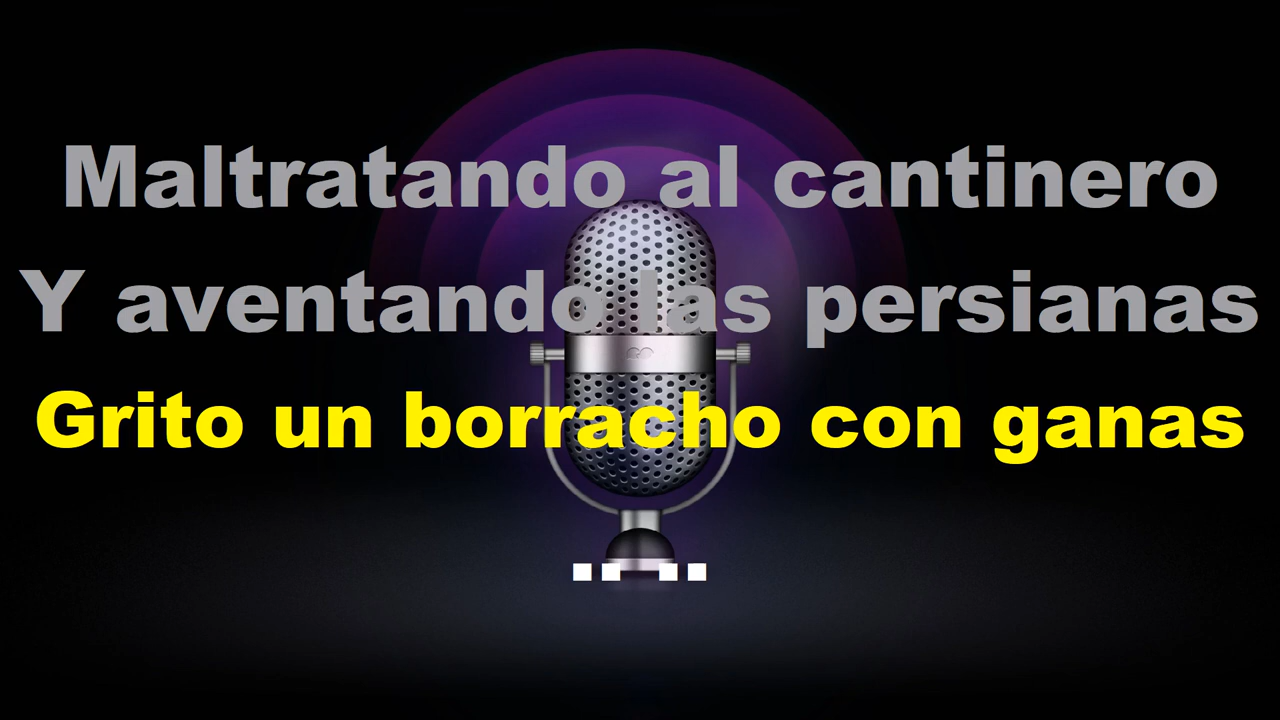 Maltratando al cantinero
Y aventando las persianas
Grito un borracho con ganas
.. ..